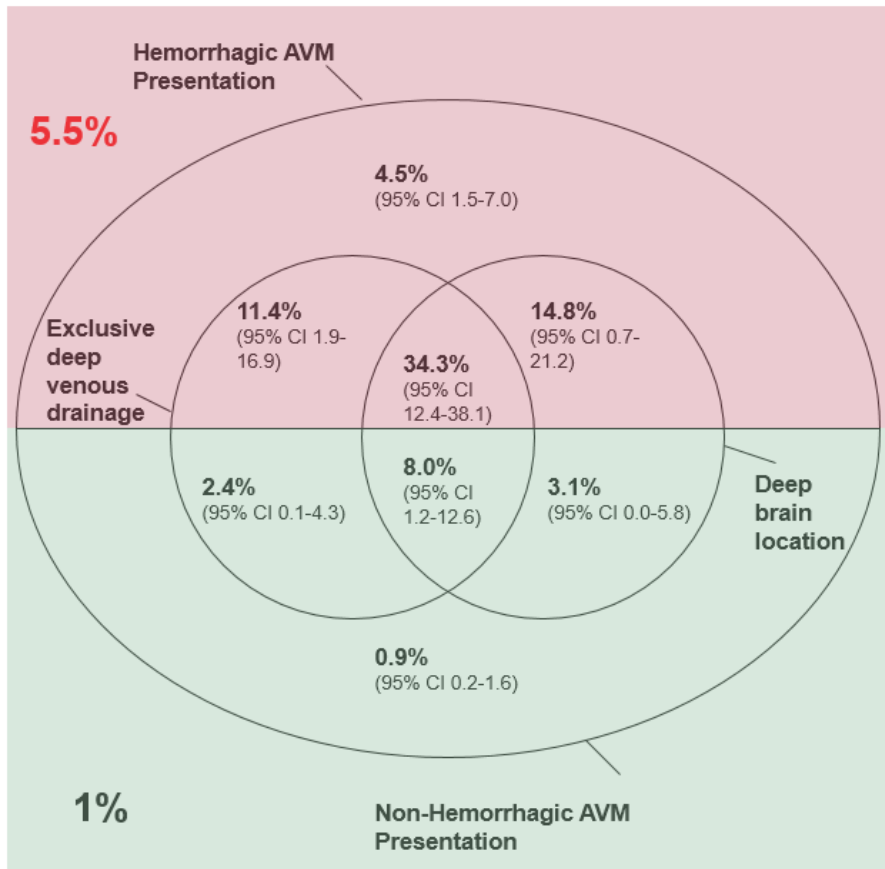 Hemorrhagic AVM
Presentation
5.5%
4.5%
(95% CI 1.5-7.0)
11.4%
(95% CI 1.9-
16.9)
14.8%
(95% CI 0.7-
21.2)
Exclusive
deep
venous
drainage
34.3%
(95% CI
12.4-38.1)
8.0%
(95% CI
1.2-12.6)
2.4%
(95% CI 0.1-4.3)
3.1%
(95% CI 0.0-5.8)
Deep
brain
location
0.9%
(95% CI 0.2-1.6)
1%
Non-Hemorrhagic AVM
Presentation